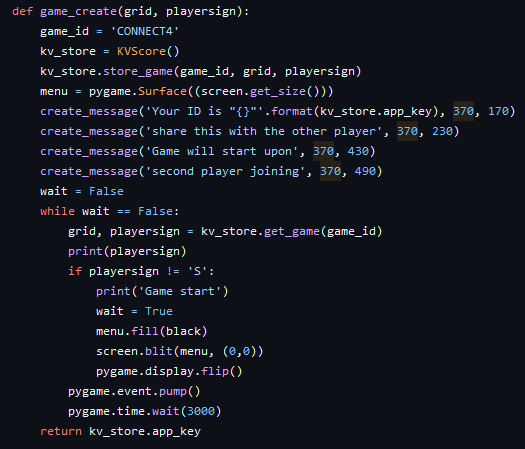 def game_create(grid, playersign):
    game_id = 'CONNECT4'
    kv_store = KVScore()
    kv_store.store_game(game_id, grid, playersign)
    menu = pygame.Surface((screen.get_size()))
    create_message('Your ID is "{}"'.format(kv_store.app_key), 370, 170)
    create_message('share this with the other player', 370, 230)
    create_message('Game will start upon', 370, 430)
    create_message('second player joining', 370, 490)
    wait = False
    while wait == False:
        grid, playersign = kv_store.get_game(game_id)
        print(playersign)
        if playersign != 'S':
            print('Game start')
            wait = True
            menu.fill(black)
            screen.blit(menu, (0,0))
            pygame.display.flip()
        pygame.event.pump()
        pygame.time.wait(3000)
    return kv_store.app_key